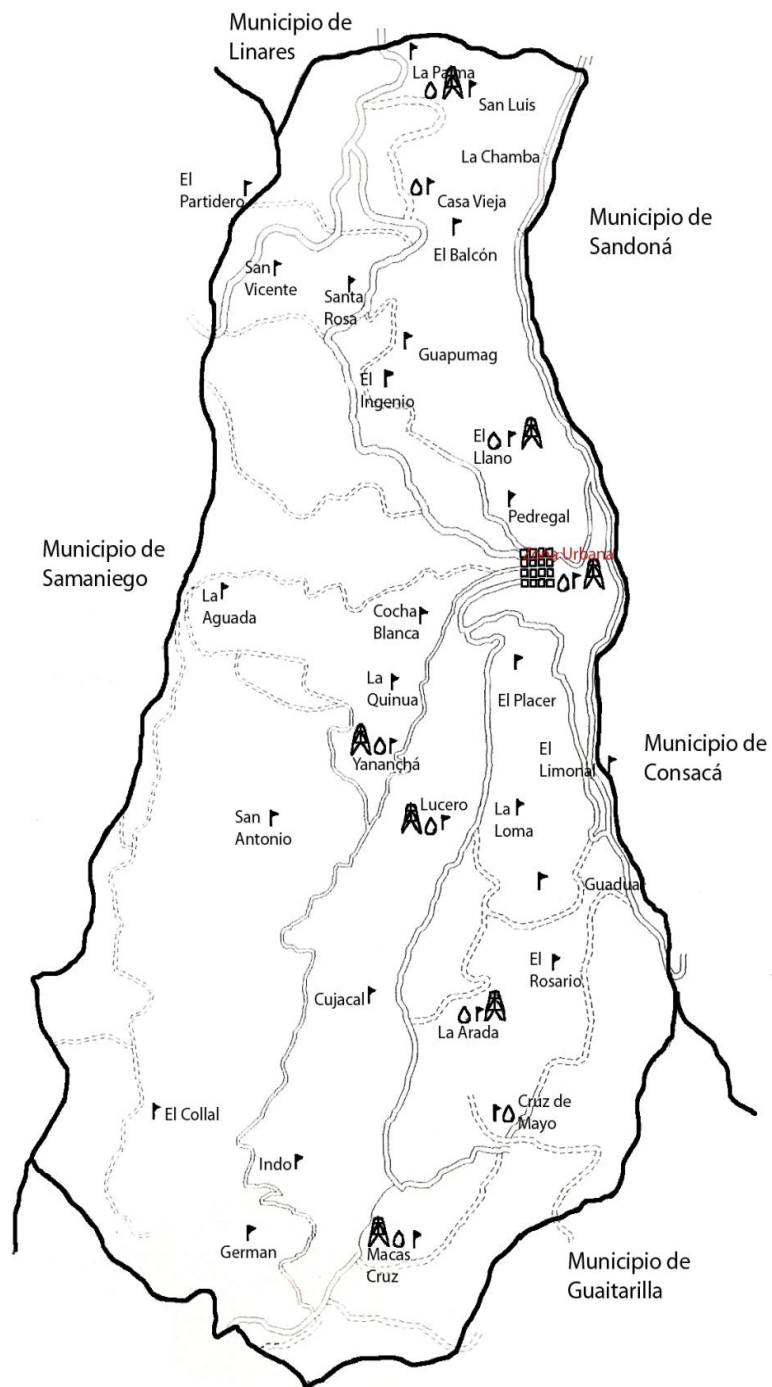 Municipio de
Linares
La Palma
San Luis
La Chamba
El
Partidero
Casa Vieja
Municipio de
Sandoná
El Balcón
San
Vicente
Santa
Rosa
Guapumag
El
Ingenio
El
Llano
Pedregal
Municipio de
Samaniego
Zona Urbana
La
Aguada
Cocha
Blanca
La
Quinua
El Placer
El
Limonal
Municipio de
Consacá
Yananchá
Lucero
La
Loma
San
Antonio
Guadual
El
Rosario
Cujacal
La Arada
El Collal
Cruz de
Mayo
Indo
German
Macas
Cruz
Municipio de
Guaitarilla